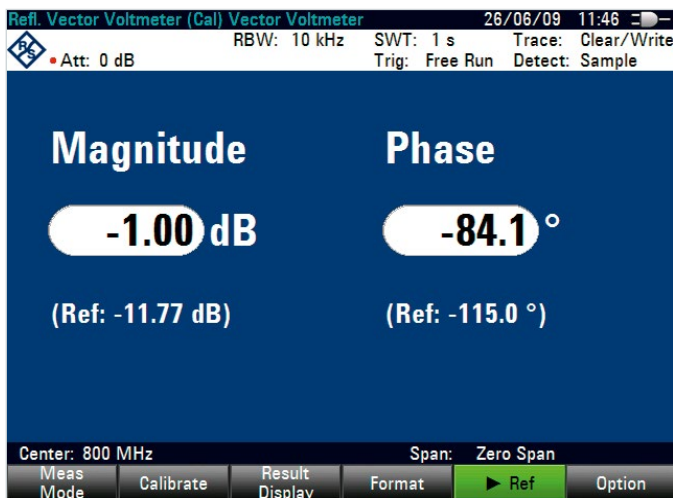 Refl. Vector Voltmeter (Cal) Vector Voltmeter 26/06/09 11:46
RBW: 10 kHz SWT: 1 s Trace: Clear/Write
R&S • Att: 0 dB Trig: Free Run Detect: Sample
Magnitude Phase
-1.00 dB -84.1 °
(Ref: -11.77 dB) (Ref: -115.0 °)
Center: 800 MHz Span: Zero Span
Meas Mode Calibrate Result Display Format ► Ref Option